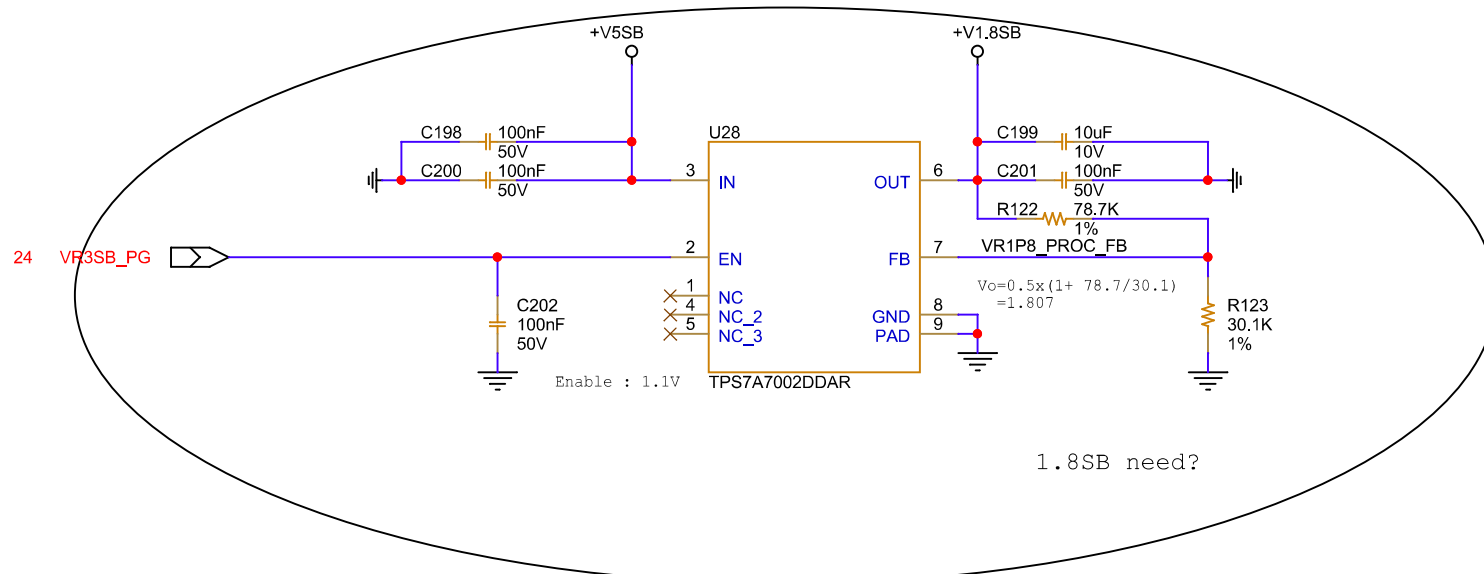 +V5SB
+V1.8SB
C198
100nF
50V
C200
100nF
50V
U28
C199
10uF
10V
C201
100nF
50V
3
IN
OUT
6
R122
78.7K
1%
24
VR3SB_PG
2
EN
FB
7
VR1P8_PROC_FB
Vo=0.5x(1+ 78.7/30.1)
=1.807
1
NC
4
NC_2
5
NC_3
GND
8
PAD
9
C202
100nF
50V
R123
30.1K
1%
Enable : 1.1V
TPS7A7002DDAR
1.8SB need?